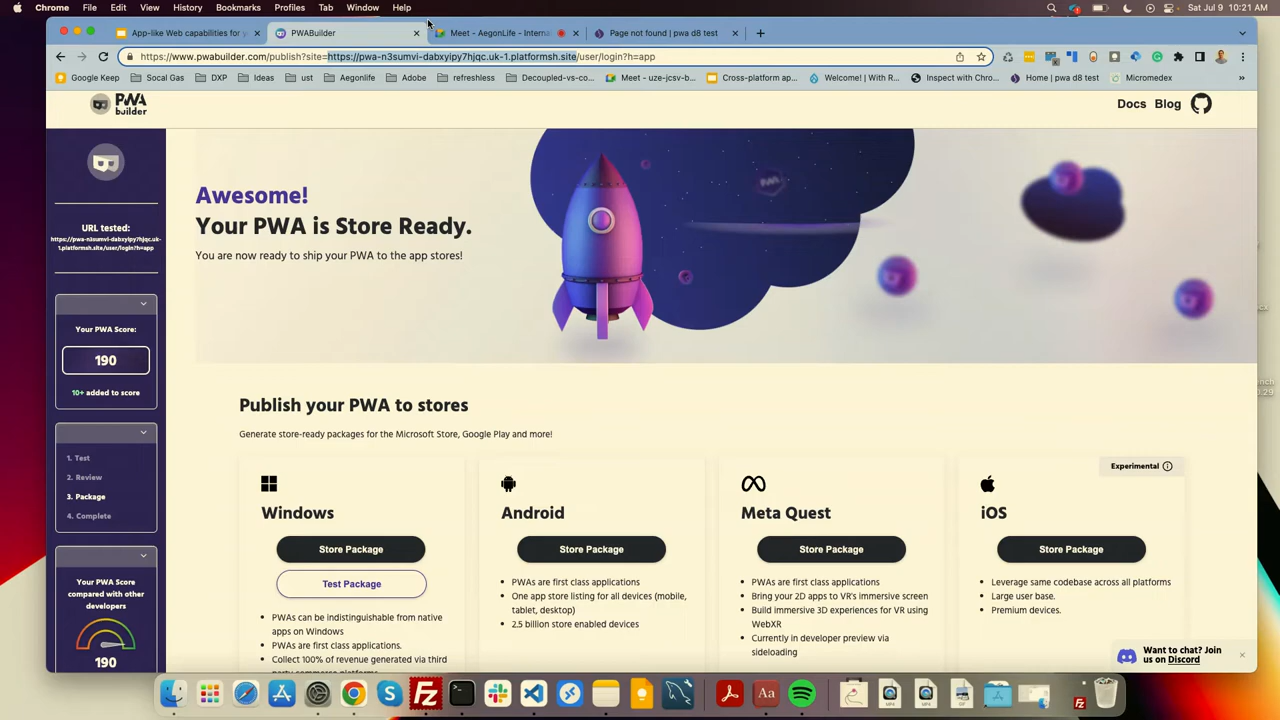 Chrome File Edit View History Bookmarks Profiles Tab Window Help Sat Jul 9 10:21 AM
App-like Web capabilities for y PWABuilder Meet - AegonLife - Interna Page not found | pwa d8 test
https://www.pwabuilder.com/publish?site=https://pwa-n3sumvi-dabxyipy7hjqc.uk-1.platformsh.site/user/login?h=app
Google Keep Socal Gas DXP Ideas ust Aegonlife Adobe refreshless Decoupled-vs-co... Meet - uze-jcsv-b... Cross-platform ap... Welcome! | With R... Inspect with Chro... Home | pwa d8 test Micromedex »
PWA builder
Docs Blog
URL tested:
https://pwa-n3sumvi-dabxyipy7hjqc.uk-
1.platformsh.site/user/login?h=app
Your PWA Score:
190
10+ added to score
1. Test
2. Review
3. Package
4. Complete
Your PWA Score
compared with other
developers
190
Awesome!
Your PWA is Store Ready.
You are now ready to ship your PWA to the app stores!
Publish your PWA to stores
Generate store-ready packages for the Microsoft Store, Google Play and more!
Windows
Store Package
Test Package
• PWAs can be indistinguishable from native
apps on Windows
• PWAs are first class applications.
• Collect 100% of revenue generated via third
Android
Store Package
• PWAs are first class applications
• One app store listing for all devices (mobile,
tablet, desktop)
• 2.5 billion store enabled devices
Meta Quest
Store Package
• PWAs are first class applications
• Bring your 2D apps to VR's immersive screen
• Build immersive 3D experiences for VR using
WebXR
• Currently in developer preview via
sideloading
Experimental
iOS
Store Package
• Leverage same codebase across all platforms
• Large user base.
• Premium devices.
Want to chat? Join
us on Discord